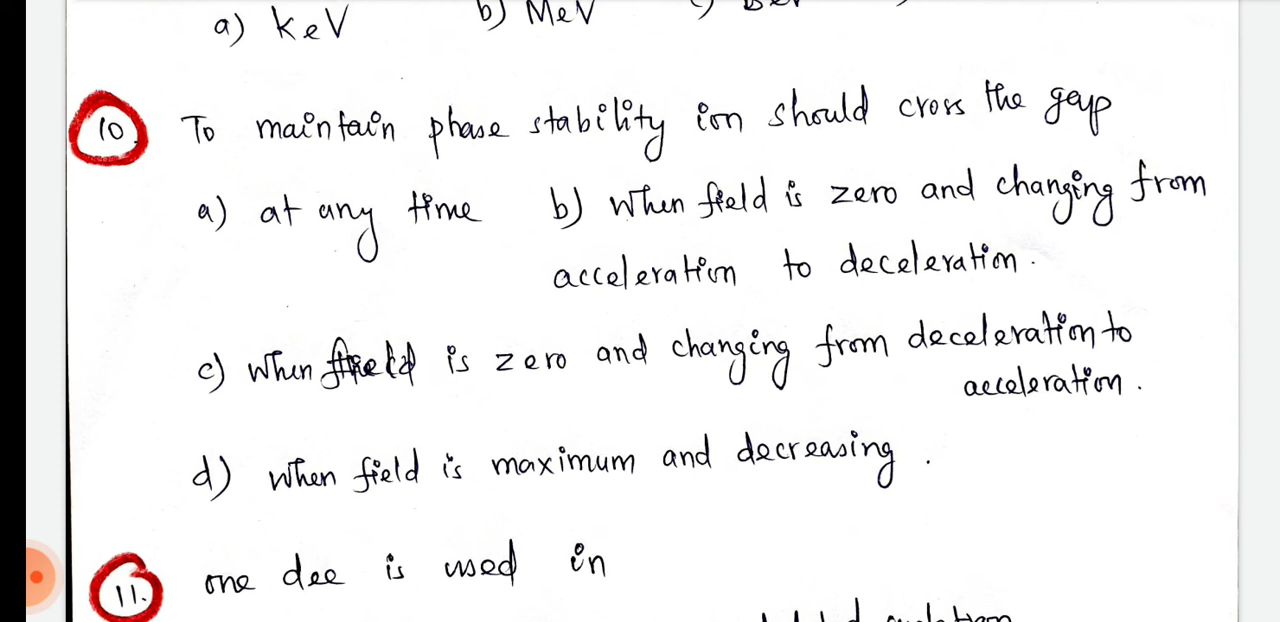 a) keV b) MeV
10. To maintain phase stability ion should cross the gap
a) at any time b) When field is zero and changing from
acceleration to deceleration.
c) When field is zero and changing from deceleration to
acceleration.
d) When field is maximum and decreasing.
11. one dee is used in